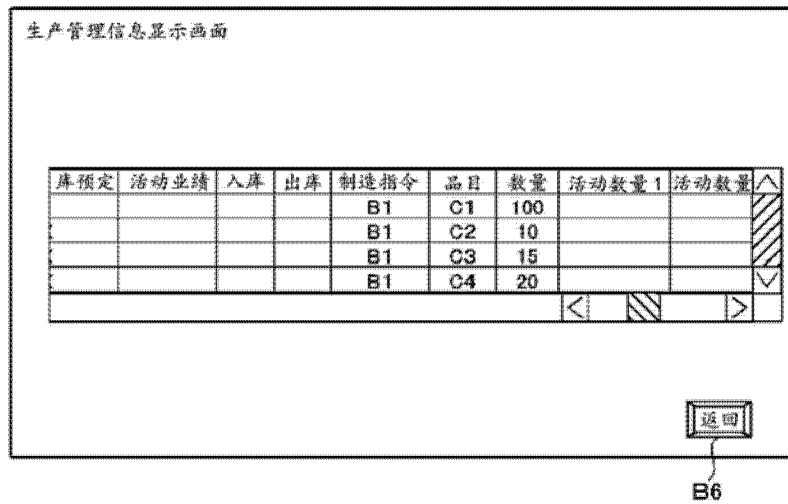 生产管理信息显示画面
库预定 活动业绩 入库 出库 制造指令 品目 数量 活动数量1 活动数量
B1 C1 100
B1 C2 10
B1 C3 15
B1 C4 20
返回
B6